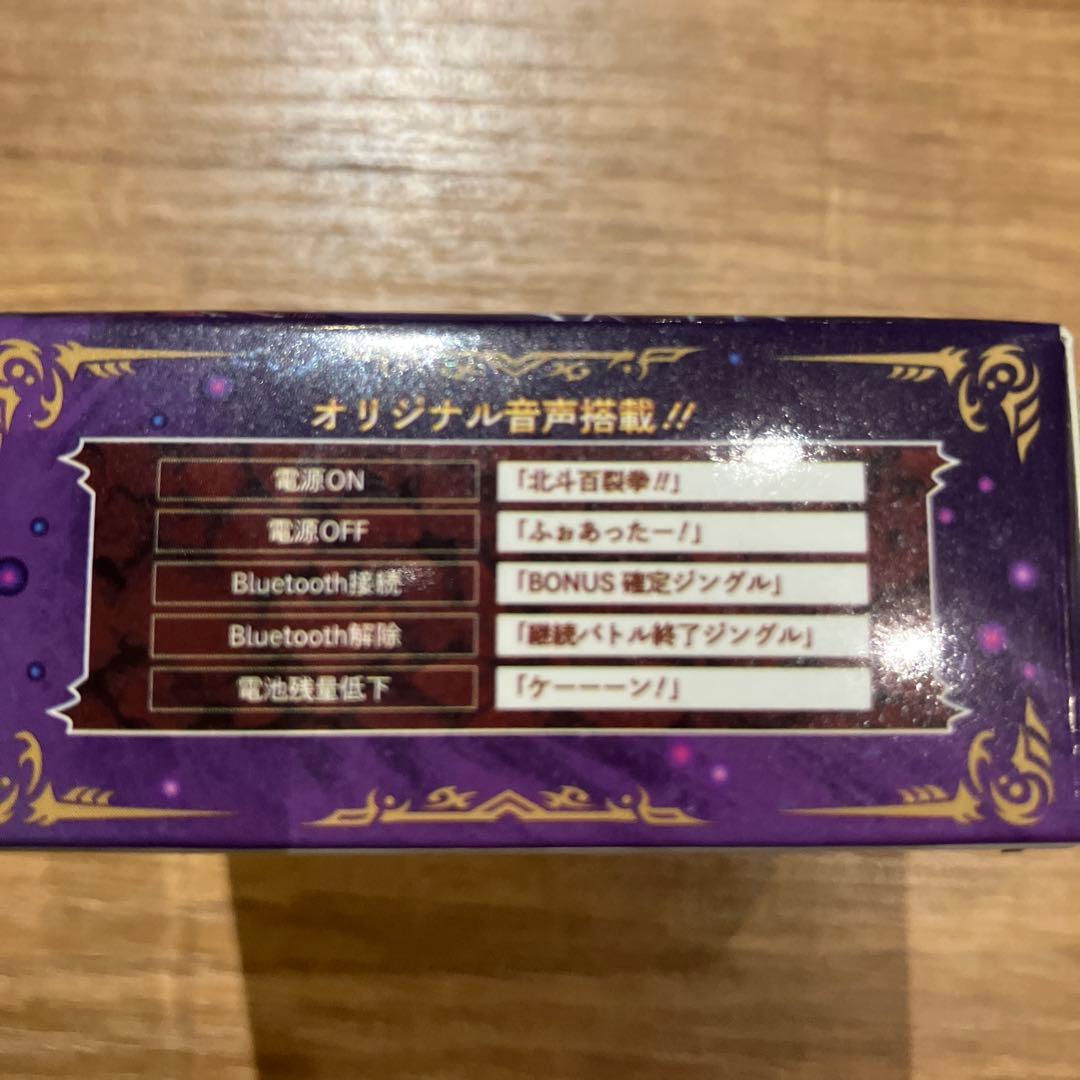 オリジナル音声搭載!!
電源ON 「北斗百裂拳!!」
電源OFF 「ふぉあったー!」
Bluetooth接続 「BONUS 確定ジングル」
Bluetooth解除 「継続バトル終了ジングル」
電池残量低下 「ケーーーン!」